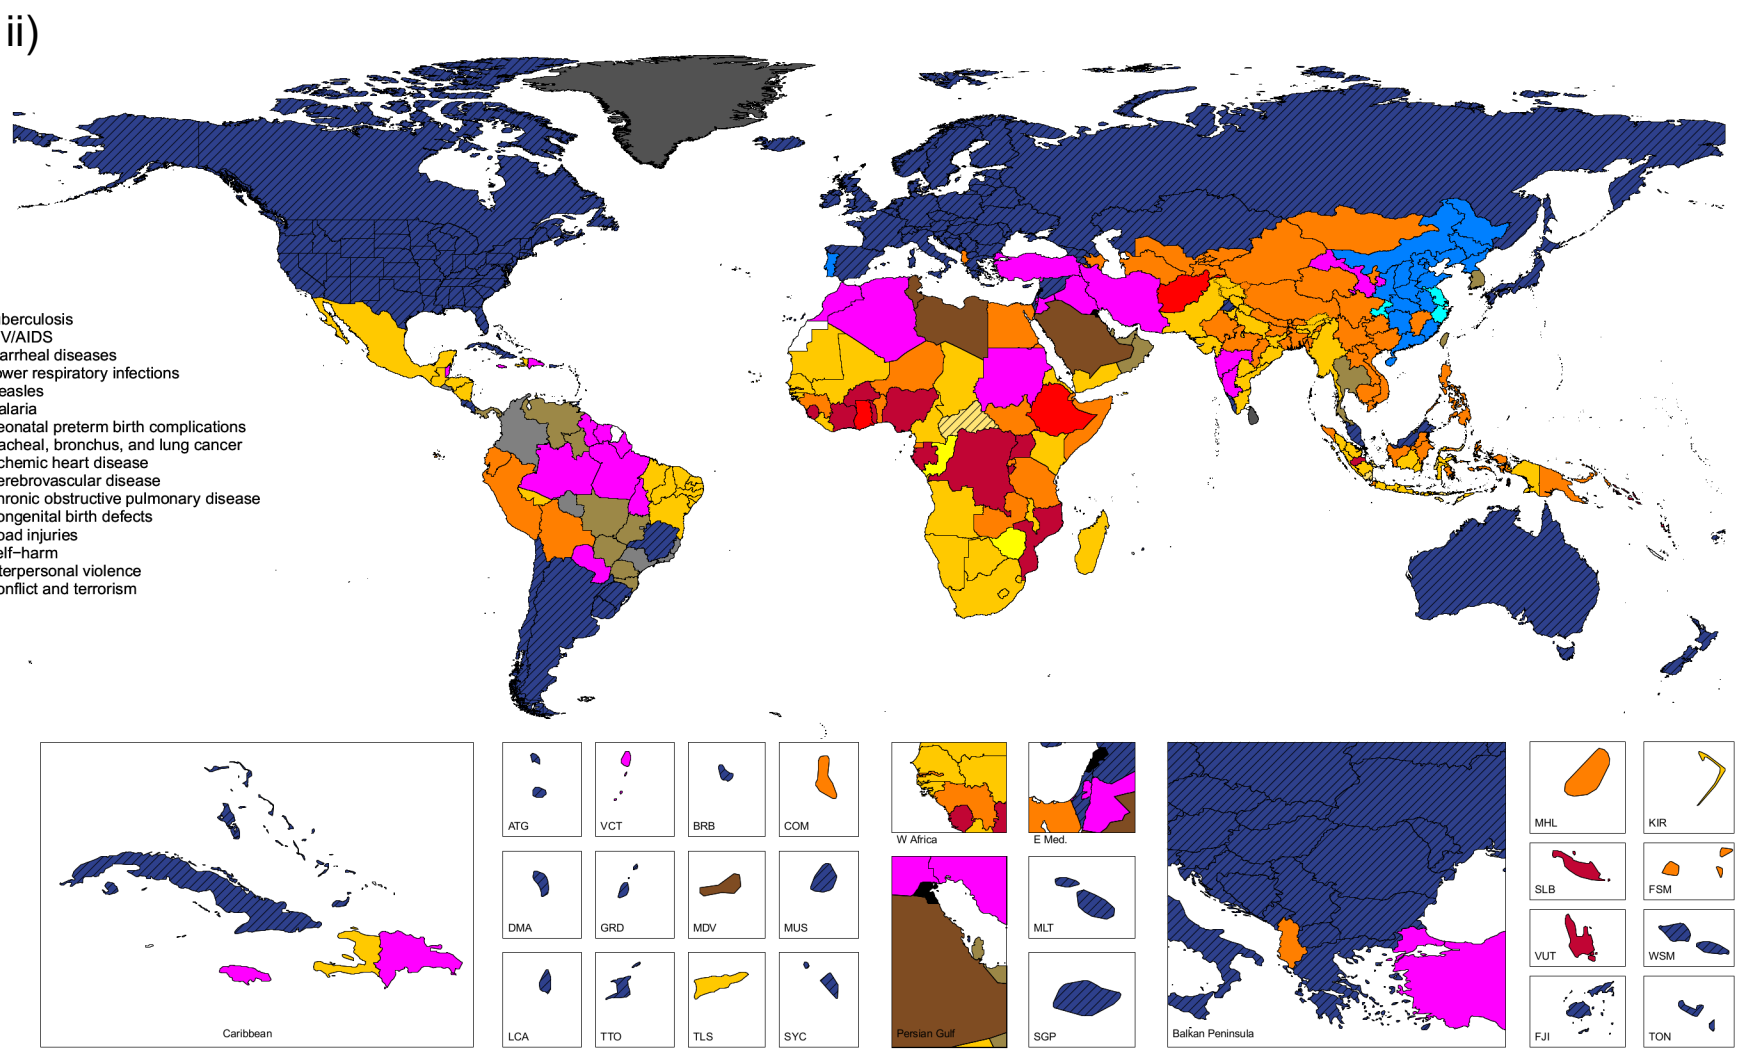 ii)
uberculosis
V/AIDS
arrheal diseases
ower respiratory infections
easles
alaria
eonatal preterm birth complications
acheal, bronchus, and lung cancer
chemic heart disease
erebrovascular disease
hronic obstructive pulmonary disease
ongenital birth defects
oad injuries
elf−harm
terpersonal violence
onflict and terrorism
ATG
VCT
BRB
COM
W Africa
E Med.
MHL
KIR
DMA
GRD
MDV
MUS
MLT
SLB
FSM
VUT
WSM
Caribbean
LCA
TTO
TLS
SYC
Persian Gulf
SGP
Balkan Peninsula
FJI
TON